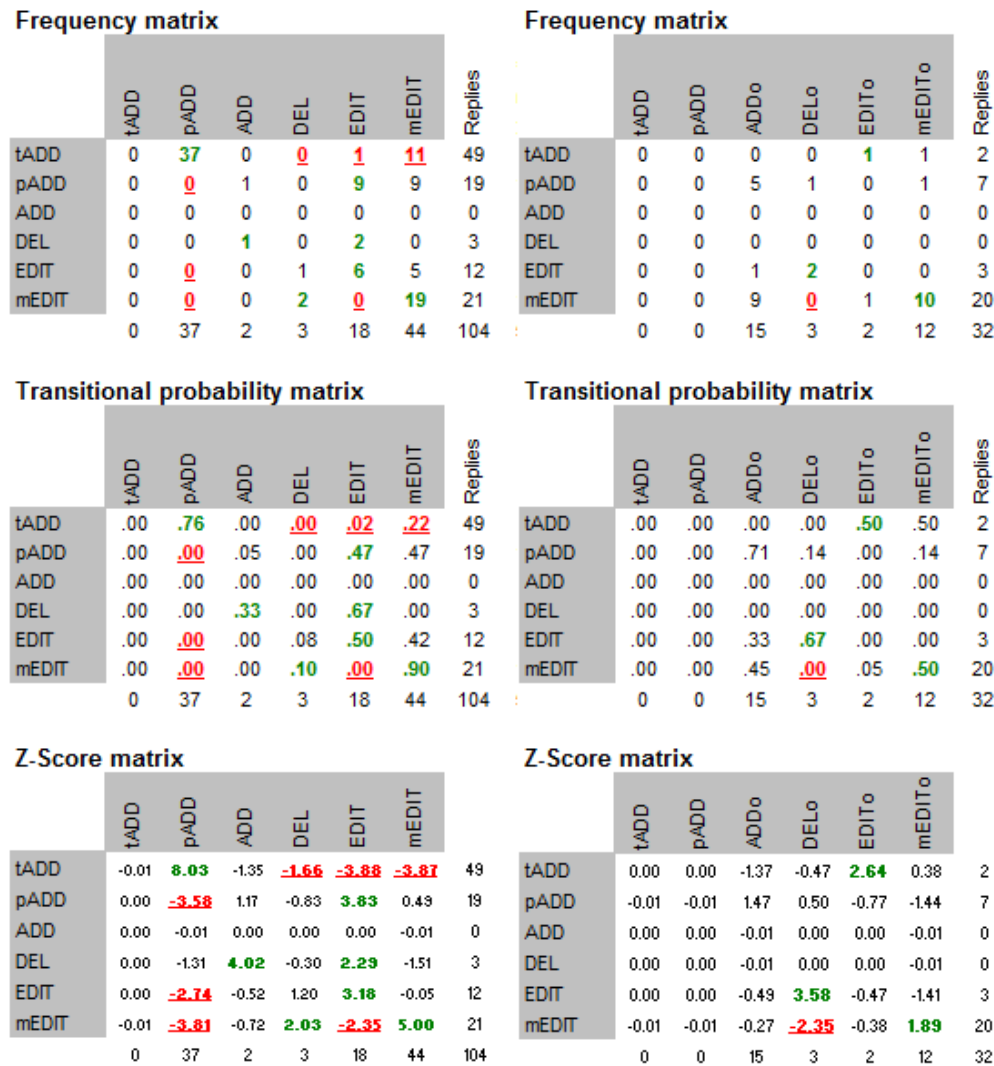 Frequency matrix
tADD pADD ADD DEL EDIT mEDIT Replies
tADD 0 37 0 0 1 11 49
pADD 0 0 1 0 9 9 19
ADD 0 0 0 0 0 0 0
DEL 0 0 1 0 2 0 3
EDIT 0 0 0 1 6 5 12
mEDIT 0 0 0 2 0 19 21
0 37 2 3 18 44 104
Frequency matrix
tADD pADD ADDo DELo EDITo mEDITo Replies
tADD 0 0 0 0 1 1 2
pADD 0 0 5 1 0 1 7
ADD 0 0 0 0 0 0 0
DEL 0 0 0 0 0 0 0
EDIT 0 0 1 2 0 0 3
mEDIT 0 0 9 0 1 10 20
0 0 15 3 2 12 32
Transitional probability matrix
tADD pADD ADD DEL EDIT mEDIT Replies
tADD .00 .76 .00 .00 .02 .22 49
pADD .00 .00 .05 .00 .47 .47 19
ADD .00 .00 .00 .00 .00 .00 0
DEL .00 .00 .33 .00 .67 .00 3
EDIT .00 .00 .00 .08 .50 .42 12
mEDIT .00 .00 .00 .10 .00 .90 21
0 37 2 3 18 44 104
Transitional probability matrix
tADD pADD ADDo DELo EDITo mEDITo Replies
tADD .00 .00 .00 .00 .50 .50 2
pADD .00 .00 .71 .14 .00 .14 7
ADD .00 .00 .00 .00 .00 .00 0
DEL .00 .00 .00 .00 .00 .00 0
EDIT .00 .00 .33 .67 .00 .00 3
mEDIT .00 .00 .45 .00 .05 .50 20
0 0 15 3 2 12 32
Z-Score matrix
tADD pADD ADD DEL EDIT mEDIT
tADD -0.01 8.03 -1.35 -1.66 -3.88 -3.87 49
pADD 0.00 -3.58 1.17 -0.83 3.83 0.49 19
ADD 0.00 -0.01 0.00 0.00 0.00 -0.01 0
DEL 0.00 -1.31 4.02 -0.30 2.29 -1.51 3
EDIT 0.00 -2.74 -0.52 1.20 3.18 -0.05 12
mEDIT -0.01 -3.81 -0.72 2.03 -2.35 5.00 21
0 37 2 3 18 44 104
Z-Score matrix
tADD pADD ADDo DELo EDITo mEDITo
tADD 0.00 0.00 -1.37 -0.47 2.64 0.38 2
pADD -0.01 -0.01 1.47 0.50 -0.77 -1.44 7
ADD 0.00 0.00 -0.01 0.00 0.00 -0.01 0
DEL 0.00 0.00 -0.01 0.00 0.00 -0.01 0
EDIT 0.00 0.00 -0.49 3.58 -0.47 -1.41 3
mEDIT -0.01 -0.01 -0.27 -2.35 -0.38 1.89 20
0 0 15 3 2 12 32